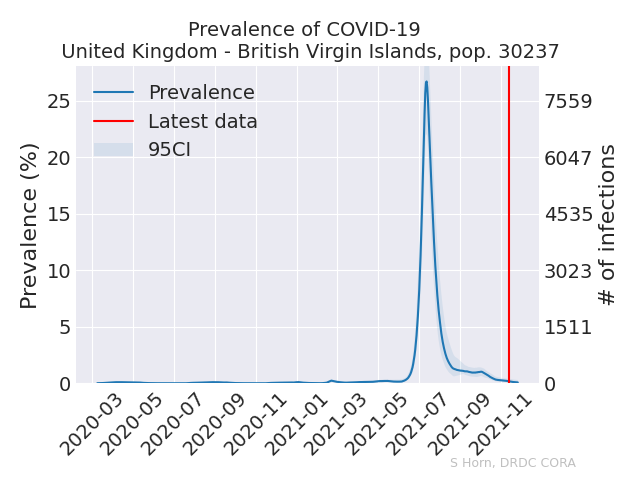 Prevalence of COVID-19
United Kingdom - British Virgin Islands, pop. 30237
Prevalence
Latest data
95CI
Prevalence (%)
25
20
15
10
5
0
7559
6047
4535
3023
1511
0
# of infections
2020-03
2020-05
2020-07
2020-09
2020-11
2021-01
2021-03
2021-05
2021-07
2021-09
2021-11
S Horn, DRDC CORA